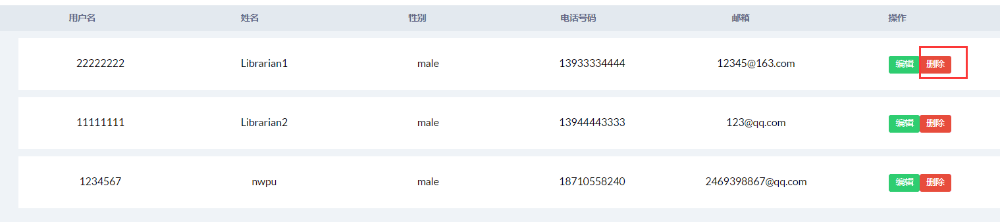 用户名 姓名 性别 电话号码 邮箱 操作
22222222 Librarian1 male 13933334444 12345@163.com 编辑 删除
11111111 Librarian2 male 13944443333 123@qq.com 编辑 删除
1234567 nwpu male 18710558240 2469398867@qq.com 编辑 删除